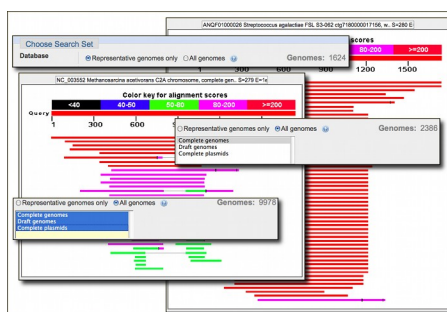 ANQF01000026 Streptococcus agalactiae FSL S3-062 ctg7180000017156, w.. S=280 E
Choose Search Set
Database
Representative genomes only All genomes
Genomes: 1624
80-200 >=200
900 1200 1500
NC_003552 Methanosarcina acetivorans C2A chromosome, complete gen.. S=279 E=1e
Color key for alignment scores
<40 40-50 50-80 80-200 >=200
Query
1 300 600 900
Representative genomes only All genomes
Genomes: 2386
Complete genomes
Draft genomes
Complete plasmids
Representative genomes only All genomes
Genomes: 9978
Complete genomes
Draft genomes
Complete plasmids